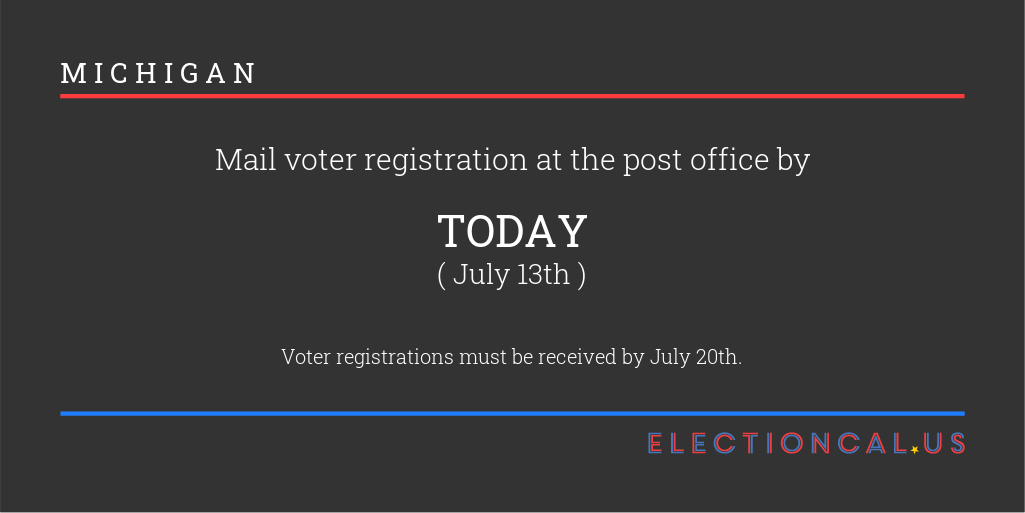 MICHIGAN
Mail voter registration at the post office by
TODAY
( July 13th )
Voter registrations must be received by July 20th.
ELECTIONCAL.US